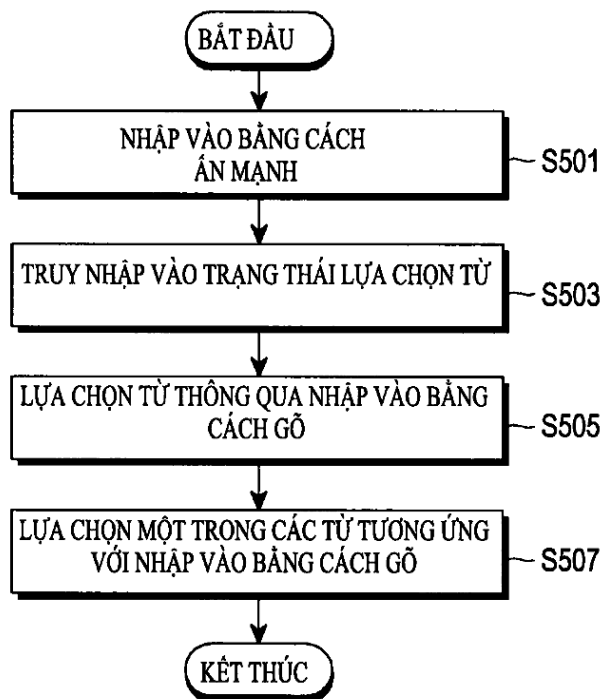 BẮT ĐẦU
NHẬP VÀO BẰNG CÁCH
ẤN MẠNH
S501
TRUY NHẬP VÀO TRẠNG THÁI LỰA CHỌN TỪ
S503
LỰA CHỌN TỪ THÔNG QUA NHẬP VÀO BẰNG
CÁCH GÕ
S505
LỰA CHỌN MỘT TRONG CÁC TỪ TƯƠNG ỨNG
VỚI NHẬP VÀO BẰNG CÁCH GÕ
S507
KẾT THÚC